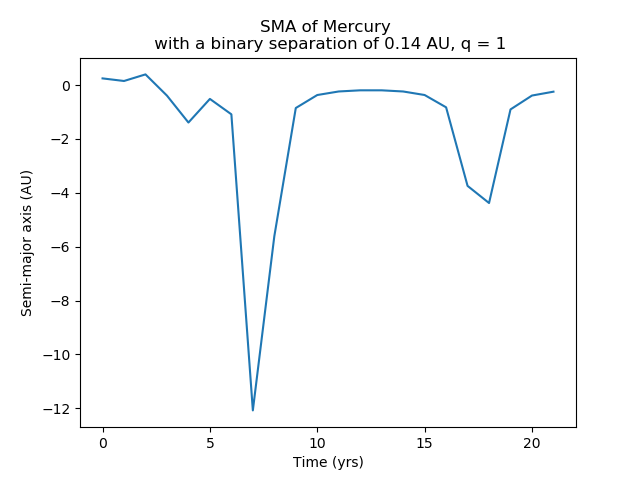 SMA of Mercury
with a binary separation of 0.14 AU, q = 1
0
−2
−4
−6
−8
−10
−12
Semi-major axis (AU)
0 5 10 15 20
Time (yrs)